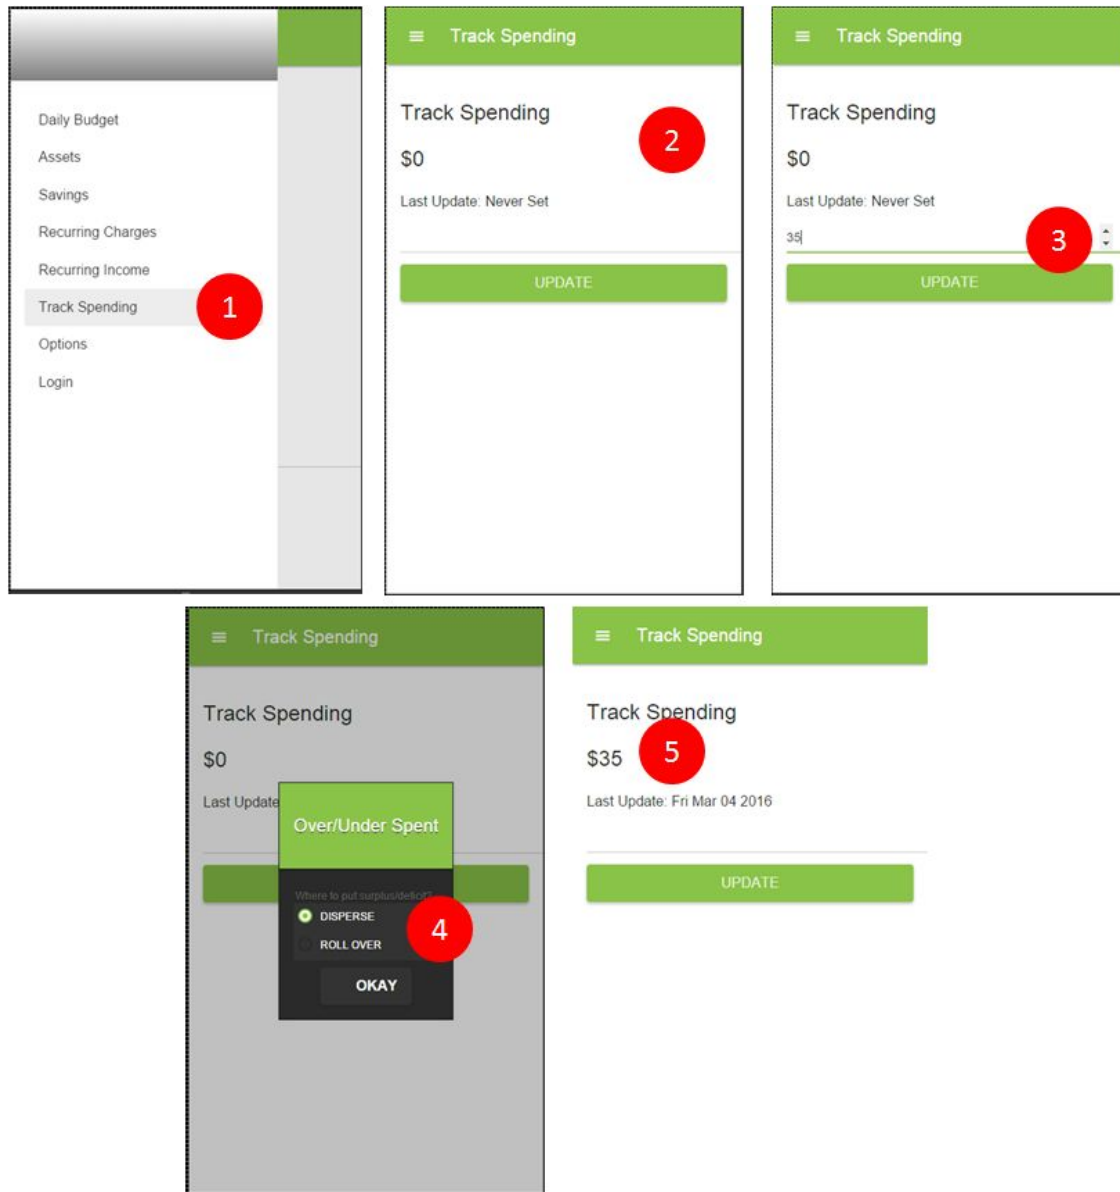 Daily Budget
Assets
Savings
Recurring Charges
Recurring Income
Track Spending
1
Options
Login
Track Spending
Track Spending
2
$0
Last Update: Never Set
UPDATE
Track Spending
Track Spending
$0
Last Update: Never Set
35
3
UPDATE
Track Spending
Track Spending
$0
Last Update
Over/Under Spent
Where to put surplus/deficit?
DISPERSE
4
ROLL OVER
OKAY
Track Spending
Track Spending
$35
5
Last Update: Fri Mar 04 2016
UPDATE